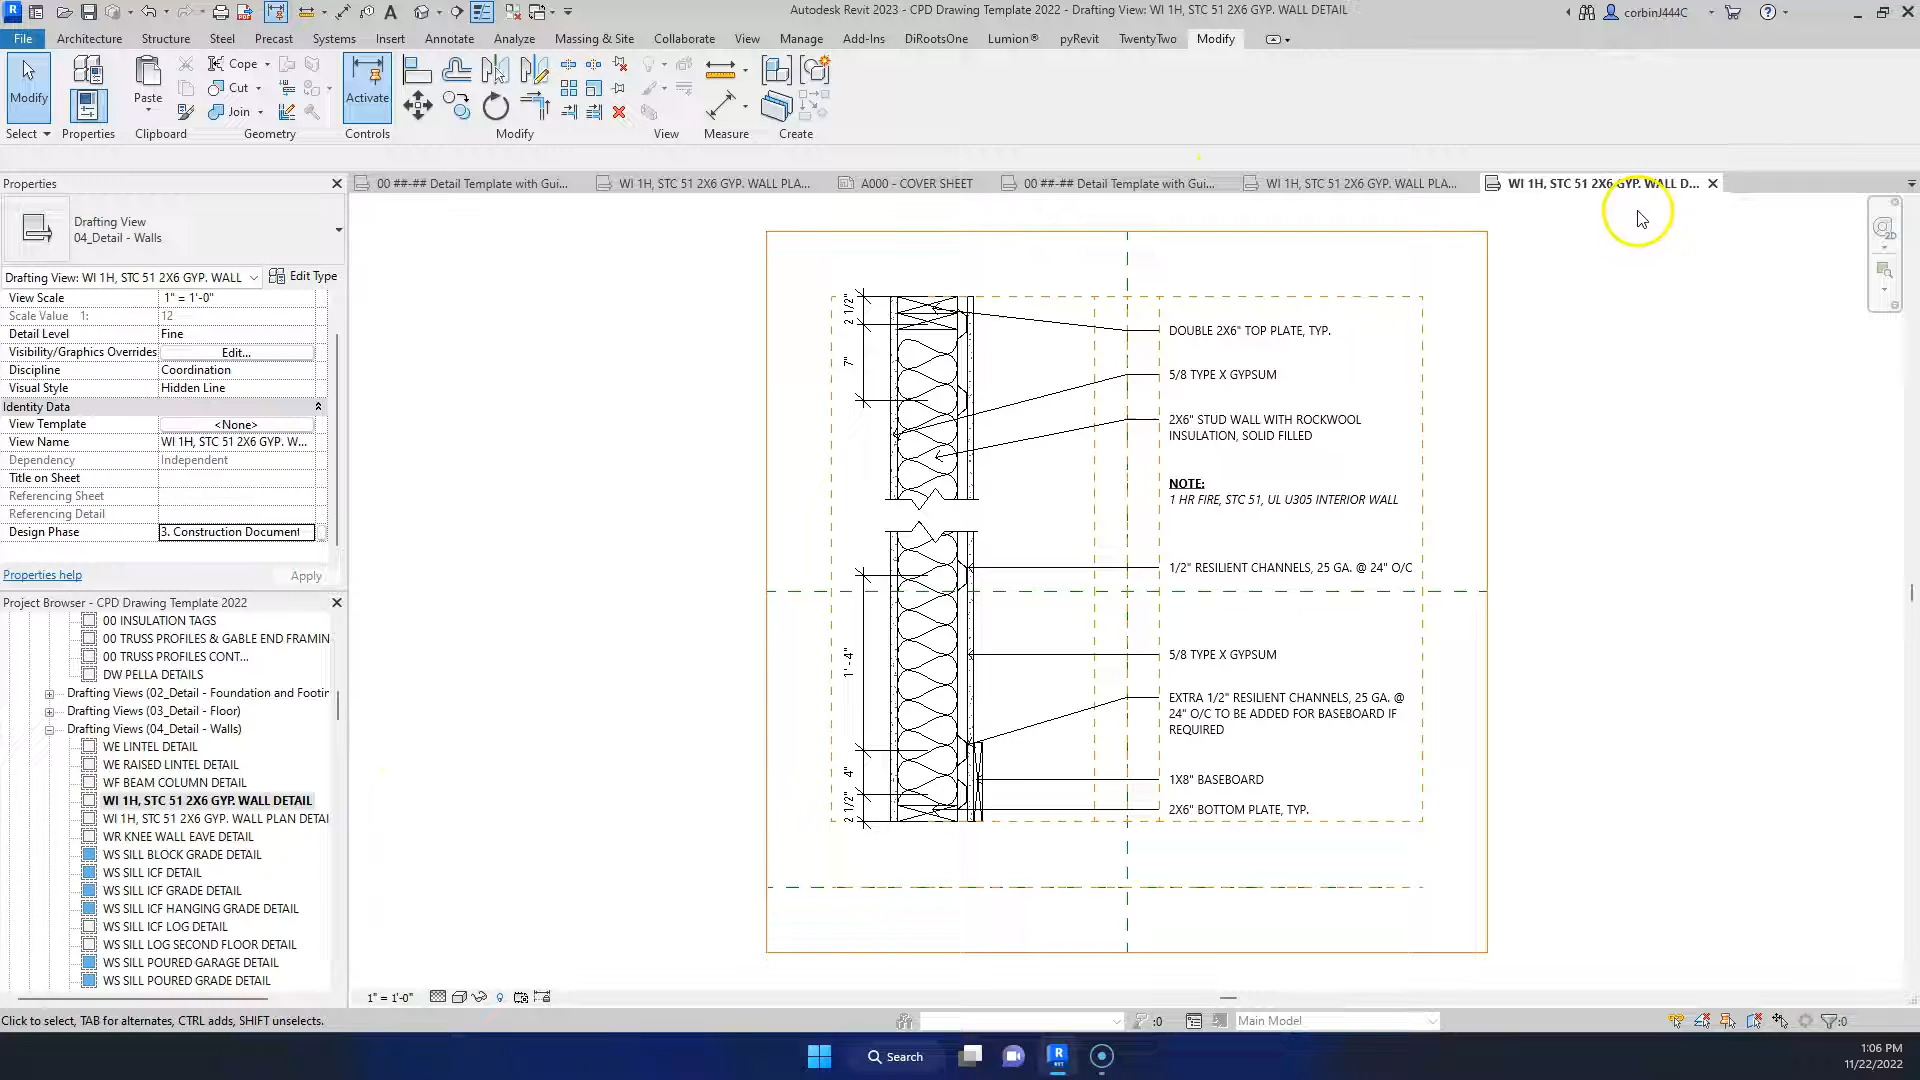 Autodesk Revit 2023 - CPD Drawing Template 2022 - Drafting View: WI 1H, STC 51 2X6 GYP. WALL DETAIL
corbinJ444C
File Architecture Structure Steel Precast Systems Insert Annotate Analyze Massing & Site Collaborate View Manage Add-Ins DiRootsOne Lumion® pyRevit TwentyTwo Modify
Modify Paste Cope Cut Join Activate
Select Properties Clipboard Geometry Controls Modify View Measure Create
Properties
00 ##-## Detail Template with Gui...
WI 1H, STC 51 2X6 GYP. WALL PLA...
A000 - COVER SHEET
00 ##-## Detail Template with Gui...
WI 1H, STC 51 2X6 GYP. WALL PLA...
WI 1H, STC 51 2X6 GYP. WALL D...
Drafting View
04_Detail - Walls
Drafting View: WI 1H, STC 51 2X6 GYP. WALL
Edit Type
View Scale 1" = 1'-0"
Scale Value 1: 12
Detail Level Fine
Visibility/Graphics Overrides Edit...
Discipline Coordination
Visual Style Hidden Line
Identity Data
View Template <None>
View Name WI 1H, STC 51 2X6 GYP. W...
Dependency Independent
Title on Sheet
Referencing Sheet
Referencing Detail
Design Phase 3. Construction Document
Properties help Apply
Project Browser - CPD Drawing Template 2022
00 INSULATION TAGS
00 TRUSS PROFILES & GABLE END FRAMIN
00 TRUSS PROFILES CONT...
DW PELLA DETAILS
Drafting Views (02_Detail - Foundation and Footin
Drafting Views (03_Detail - Floor)
Drafting Views (04_Detail - Walls)
WE LINTEL DETAIL
WE RAISED LINTEL DETAIL
WF BEAM COLUMN DETAIL
WI 1H, STC 51 2X6 GYP. WALL DETAIL
WI 1H, STC 51 2X6 GYP. WALL PLAN DETAI
WR KNEE WALL EAVE DETAIL
WS SILL BLOCK GRADE DETAIL
WS SILL ICF DETAIL
WS SILL ICF GRADE DETAIL
WS SILL ICF HANGING GRADE DETAIL
WS SILL ICF LOG DETAIL
WS SILL LOG SECOND FLOOR DETAIL
WS SILL POURED GARAGE DETAIL
WS SILL POURED GRADE DETAIL
2 1/2"
7"
1' - 4"
4"
2 1/2"
DOUBLE 2X6" TOP PLATE, TYP.
5/8 TYPE X GYPSUM
2X6" STUD WALL WITH ROCKWOOL
INSULATION, SOLID FILLED
NOTE:
1 HR FIRE, STC 51, UL U305 INTERIOR WALL
1/2" RESILIENT CHANNELS, 25 GA. @ 24" O/C
5/8 TYPE X GYPSUM
EXTRA 1/2" RESILIENT CHANNELS, 25 GA. @
24" O/C TO BE ADDED FOR BASEBOARD IF
REQUIRED
1X8" BASEBOARD
2X6" BOTTOM PLATE, TYP.
2D
1" = 1'-0"
Click to select, TAB for alternates, CTRL adds, SHIFT unselects.
:0
Main Model
:0
Search
1:06 PM
11/22/2022